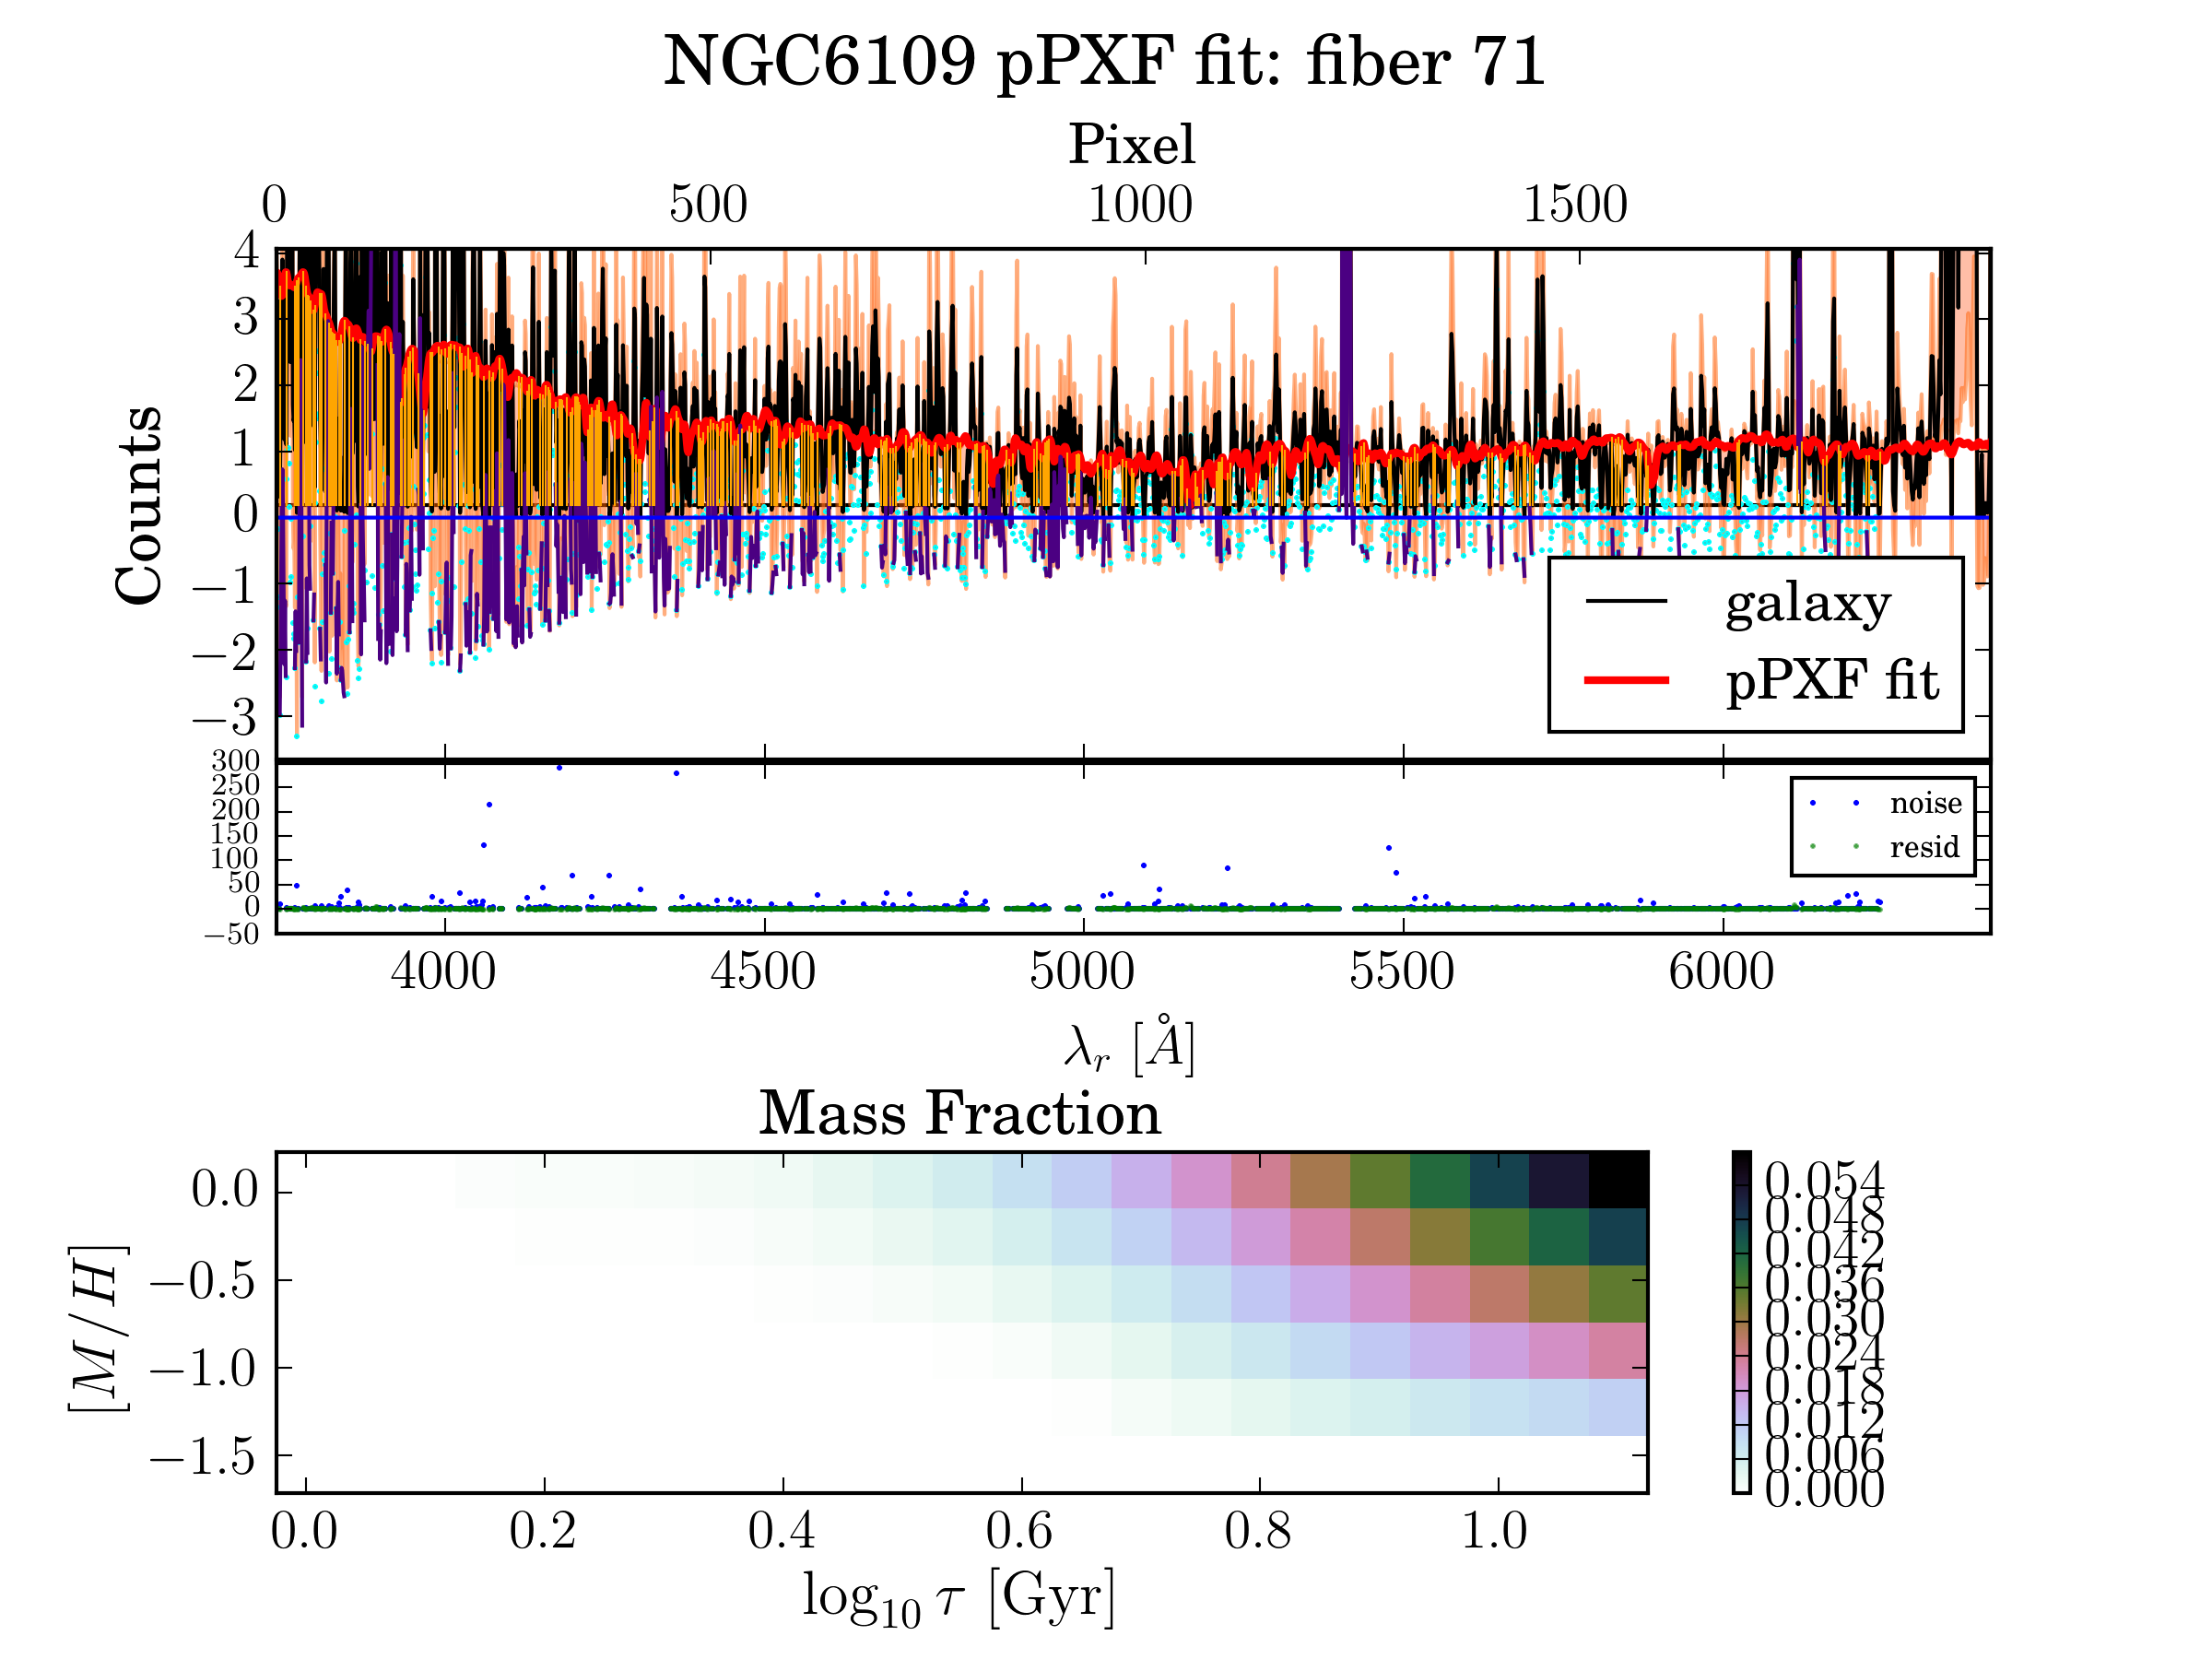 NGC6109 pPXF fit: fiber 71
Pixel
0 500 1000 1500
Counts
4
3
2
1
0
−1
−2
−3
galaxy
pPXF fit
300
250
200
150
100
50
0
−50
noise
resid
4000 4500 5000 5500 6000
λr [Å]
Mass Fraction
[M/H]
0.0
−0.5
−1.0
−1.5
0.0 0.2 0.4 0.6 0.8 1.0
log10 τ [Gyr]
0.054
0.048
0.042
0.036
0.030
0.024
0.018
0.012
0.006
0.000